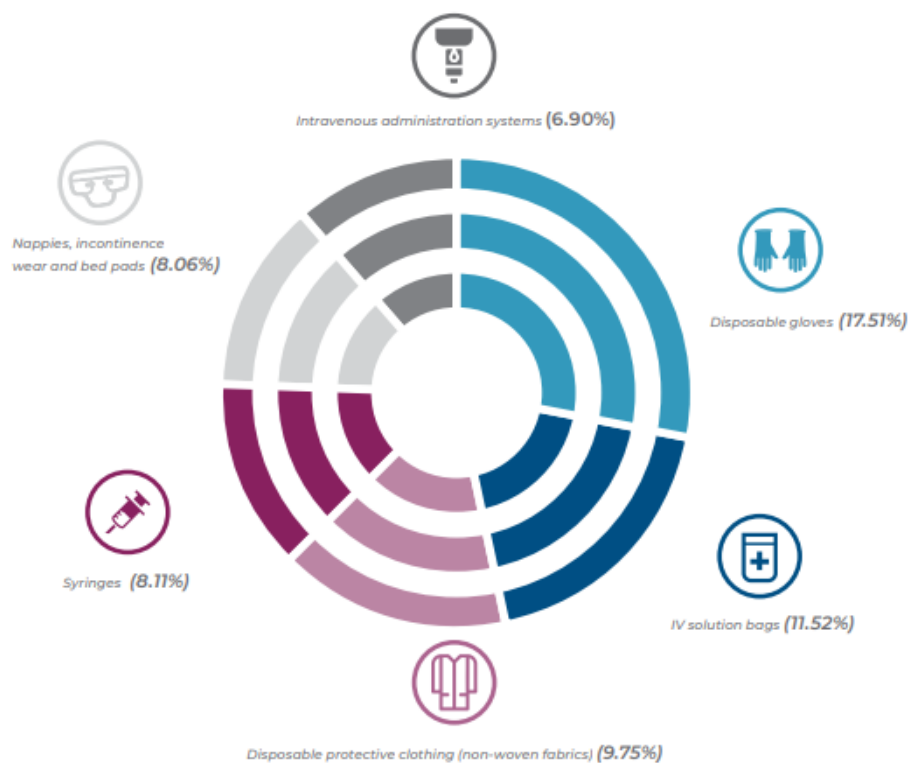 Intravenous administration systems (6.90%)
Nappies, incontinence
wear and bed pads (8.06%)
Disposable gloves (17.51%)
Syringes (8.11%)
IV solution bags (11.52%)
Disposable protective clothing (non-woven fabrics) (9.75%)